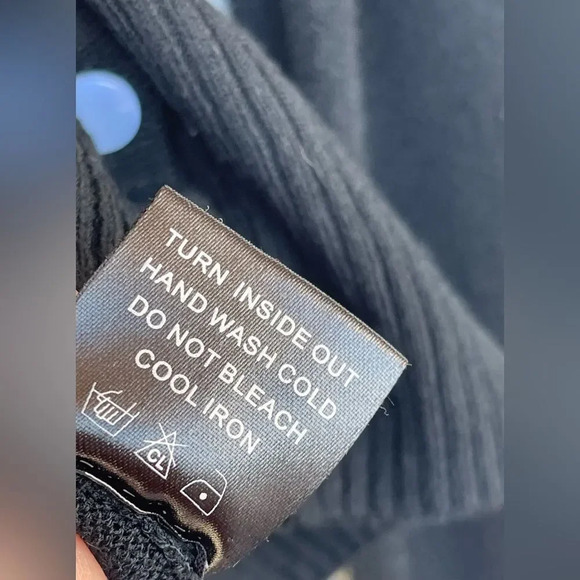 TURN INSIDE OUT
HAND WASH COLD
DO NOT BLEACH
COOL IRON
CL